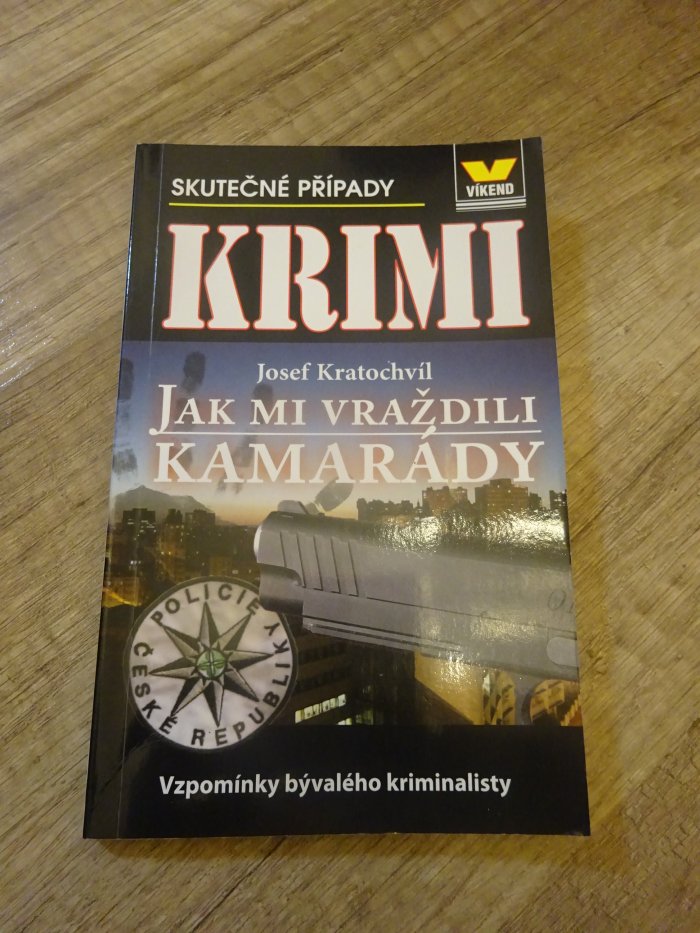 SKUTEČNÉ PŘÍPADY
VÍKEND
KRIMI
Josef Kratochvíl
JAK MI VRAŽDILI
KAMARÁDY
POLICIE
ČESKÉ REPUBLIKY
Vzpomínky bývalého kriminalisty